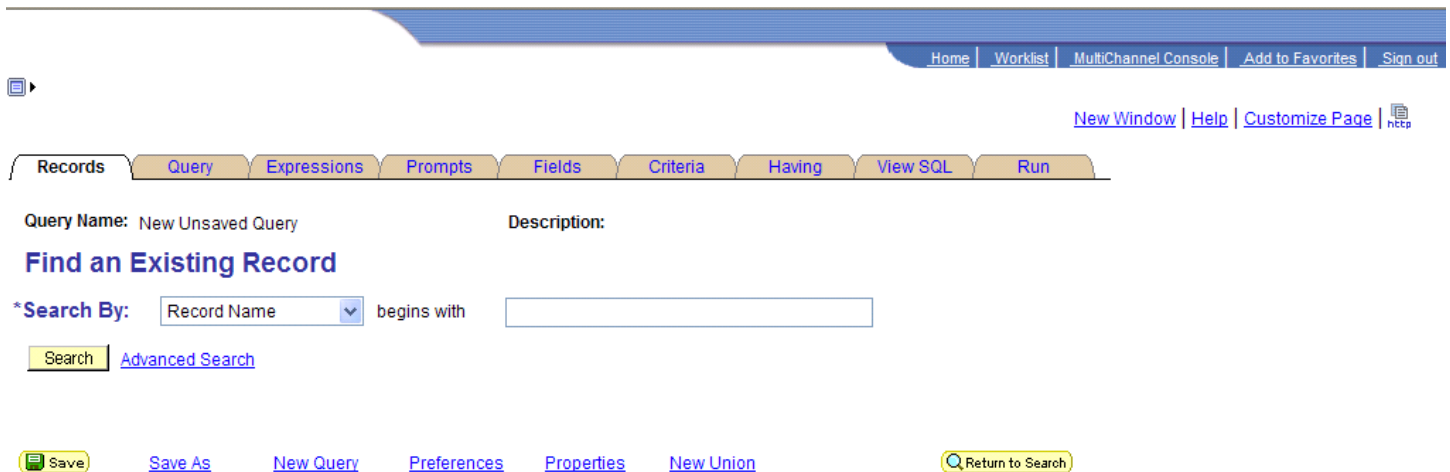 Home Worklist MultiChannel Console Add to Favorites Sign out
New Window | Help | Customize Page | http
Records Query Expressions Prompts Fields Criteria Having View SQL Run
Query Name: New Unsaved Query Description:
Find an Existing Record
*Search By: Record Name begins with
Search Advanced Search
Save Save As New Query Preferences Properties New Union Return to Search